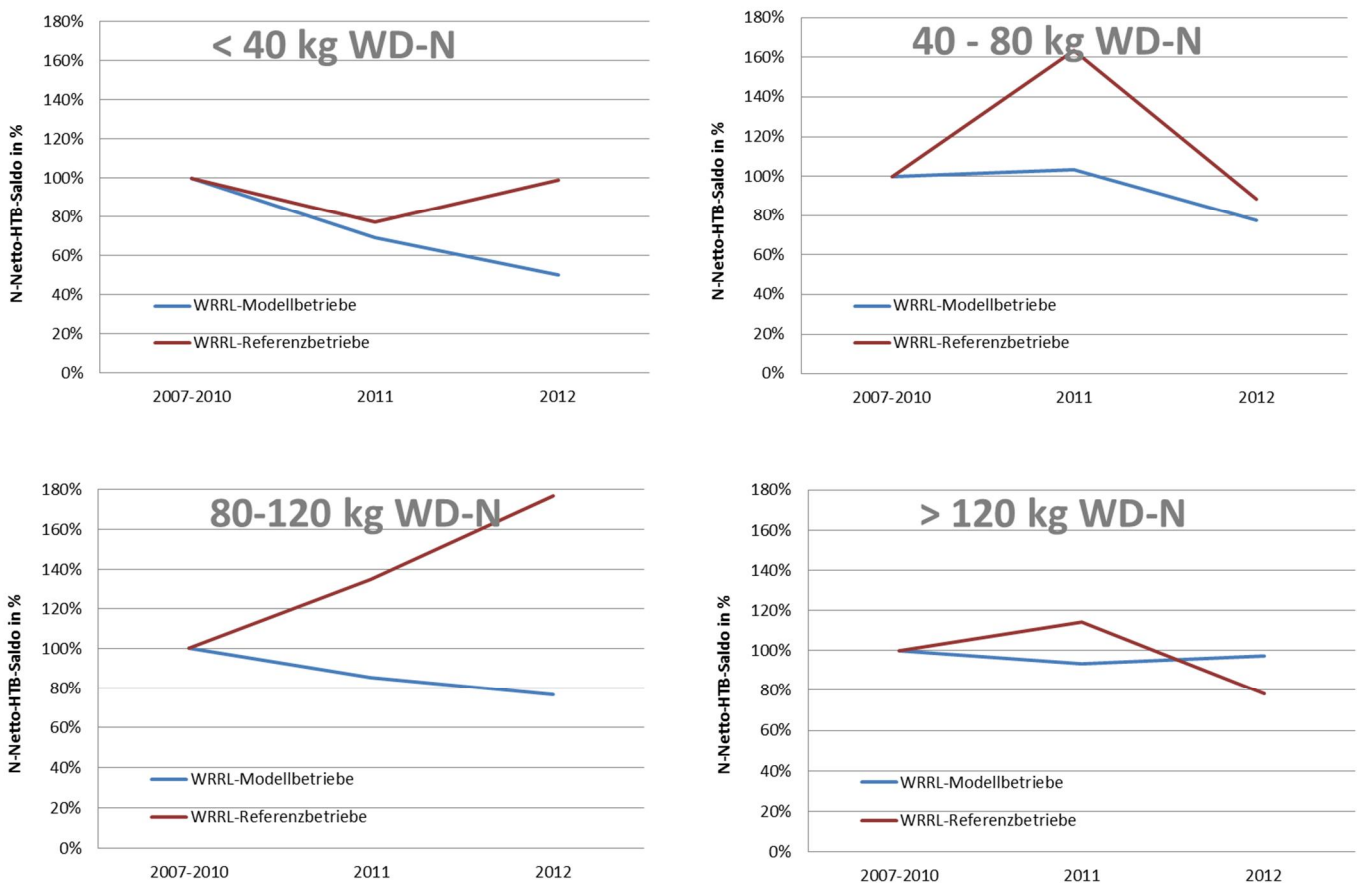 < 40 kg WD-N
N-Netto-HTB-Saldo in %
180%
160%
140%
120%
100%
80%
60%
40%
20%
0%
WRRL-Modellbetriebe
WRRL-Referenzbetriebe
2007-2010 2011 2012
40 - 80 kg WD-N
N-Netto-HTB-Saldo in %
180%
160%
140%
120%
100%
80%
60%
40%
20%
0%
WRRL-Modellbetriebe
WRRL-Referenzbetriebe
2007-2010 2011 2012
80-120 kg WD-N
N-Netto-HTB-Saldo in %
180%
160%
140%
120%
100%
80%
60%
40%
20%
0%
WRRL-Modellbetriebe
WRRL-Referenzbetriebe
2007-2010 2011 2012
> 120 kg WD-N
N-Netto-HTB-Saldo in %
180%
160%
140%
120%
100%
80%
60%
40%
20%
0%
WRRL-Modellbetriebe
WRRL-Referenzbetriebe
2007-2010 2011 2012